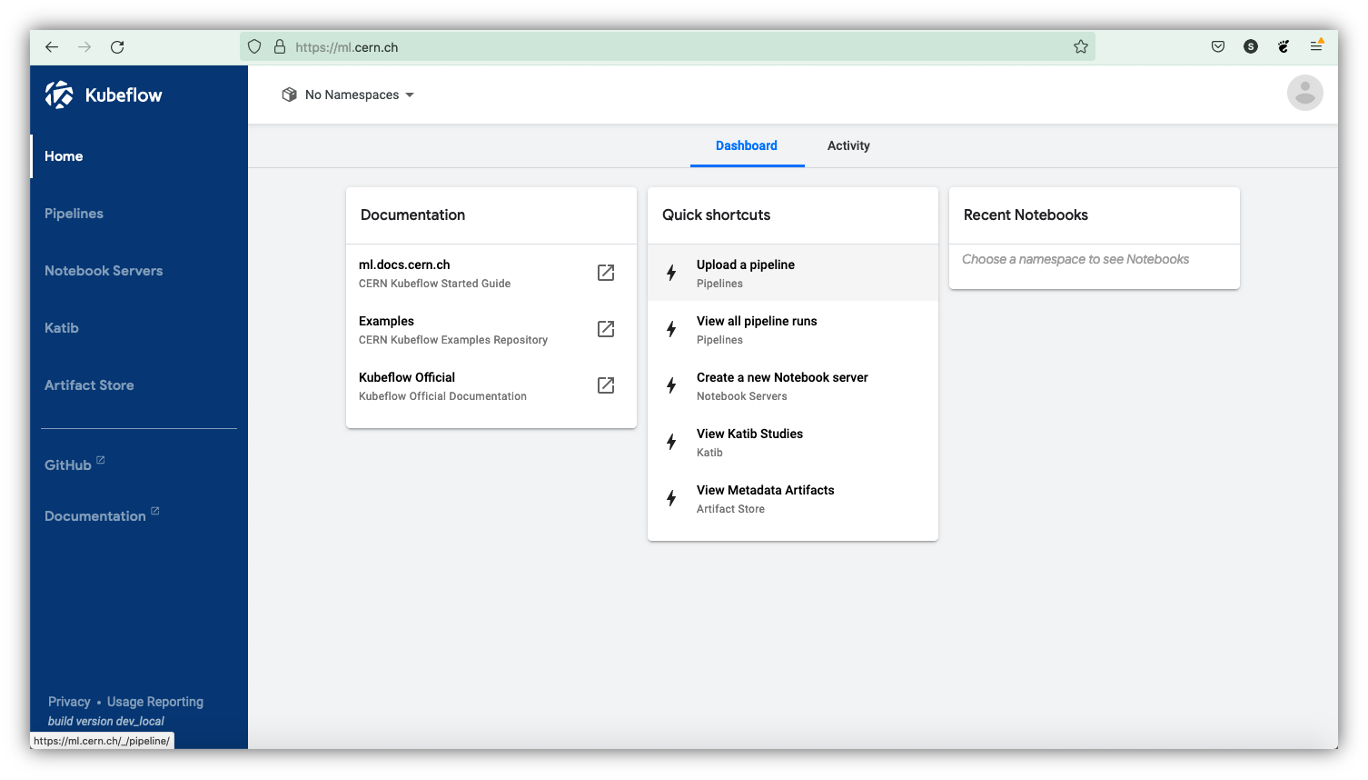 https://ml.cern.ch
S
Kubeflow
No Namespaces
Home
Pipelines
Notebook Servers
Katib
Artifact Store
GitHub
Documentation
Privacy • Usage Reporting
build version dev_local
https://ml.cern.ch/_/pipeline/
Dashboard
Activity
Documentation
ml.docs.cern.ch
CERN Kubeflow Started Guide
Examples
CERN Kubeflow Examples Repository
Kubeflow Official
Kubeflow Official Documentation
Quick shortcuts
Upload a pipeline
Pipelines
View all pipeline runs
Pipelines
Create a new Notebook server
Notebook Servers
View Katib Studies
Katib
View Metadata Artifacts
Artifact Store
Recent Notebooks
Choose a namespace to see Notebooks